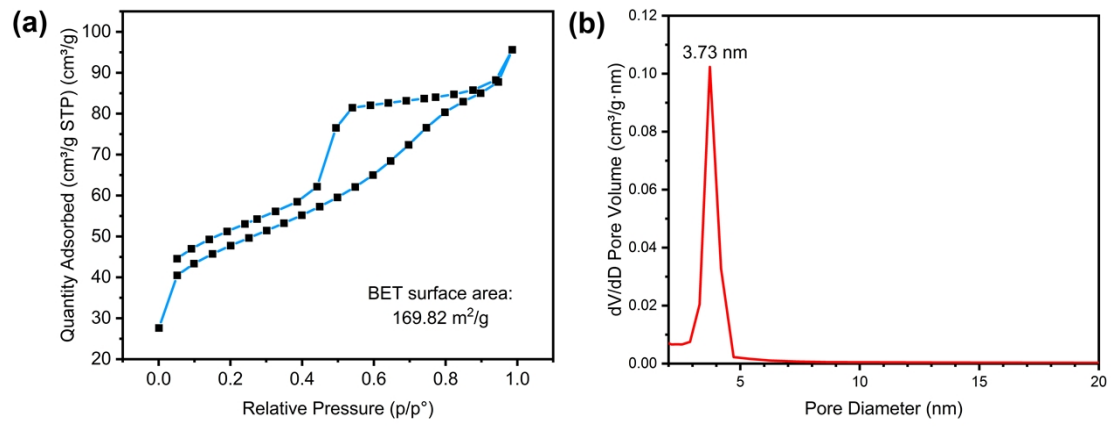 (a)
Quantity Adsorbed (cm³/g STP) (cm³/g)
100
90
80
70
60
50
40
30
20
0.0 0.2 0.4 0.6 0.8 1.0
Relative Pressure (p/p°)
BET surface area:
169.82 m²/g
(b)
dV/dD Pore Volume (cm³/g·nm)
0.12
0.10
0.08
0.06
0.04
0.02
0.00
3.73 nm
5 10 15 20
Pore Diameter (nm)